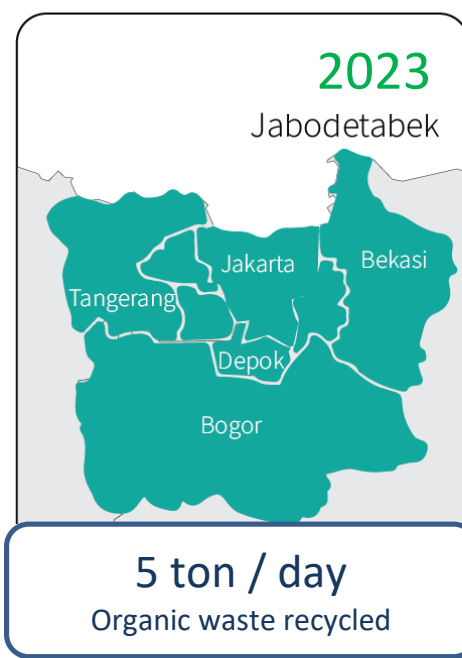 2023
Jabodetabek
Jakarta
Bekasi
Tangerang
Depok
Bogor
5 ton / day
Organic waste recycled